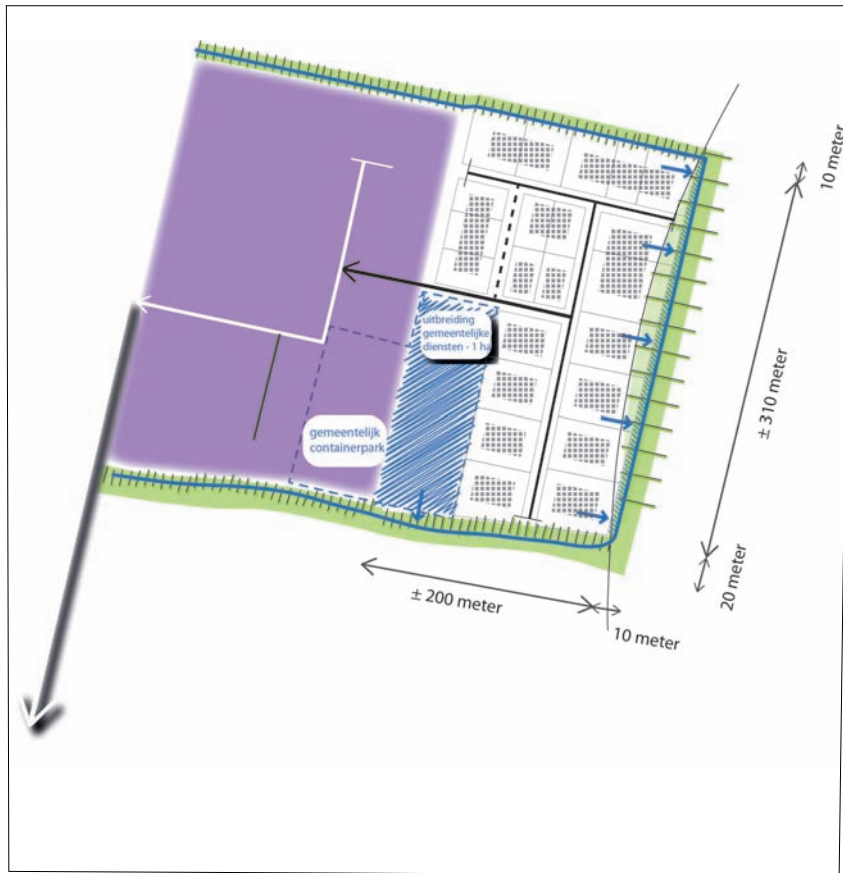 10 meter
uitbreiding
gemeentelijke
diensten - 1 ha
± 310 meter
gemeentelijk
containerpark
20 meter
± 200 meter
10 meter